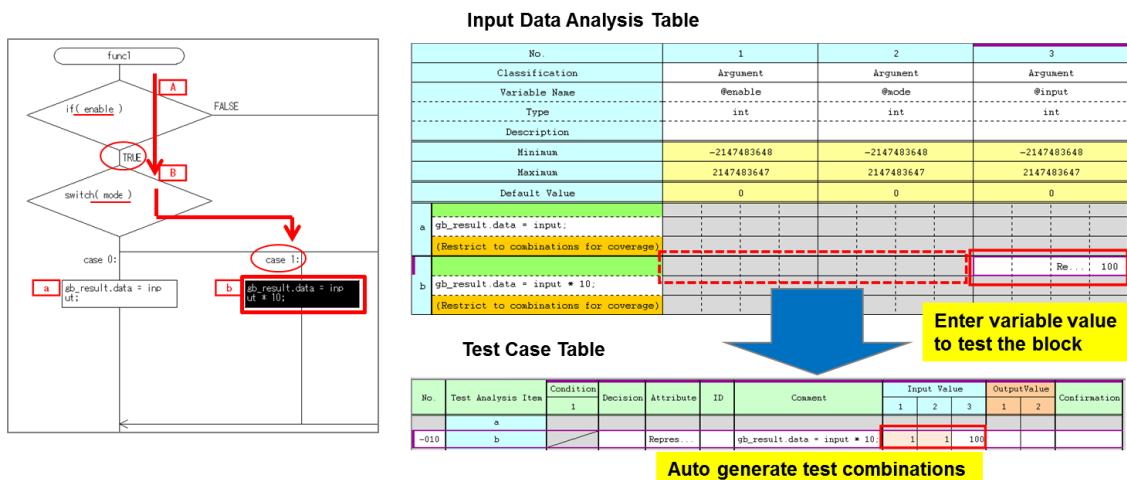 Input Data Analysis Table
func1
A
if( enable )
FALSE
TRUE
B
switch( mode )
case 0:
case 1:
a
gb_result.data = inp
ut;
b
gb_result.data = inp
ut * 10;
No. 1 2 3
Classification Argument Argument Argument
Variable Name @enable @mode @input
Type int int int
Description
Minimum -2147483648 -2147483648 -2147483648
Maximum 2147483647 2147483647 2147483647
Default Value 0 0 0
a gb_result.data = input;
(Restrict to combinations for coverage)
Re... 100
b gb_result.data = input * 10;
(Restrict to combinations for coverage)
Enter variable value
to test the block
Test Case Table
No. Test Analysis Item Condition Decision Attribute ID Comment Input Value OutputValue Confirmation
1 1 2 3 1 2
a
-010 b Repres... gb_result.data = input * 10; 1 1 100
Auto generate test combinations